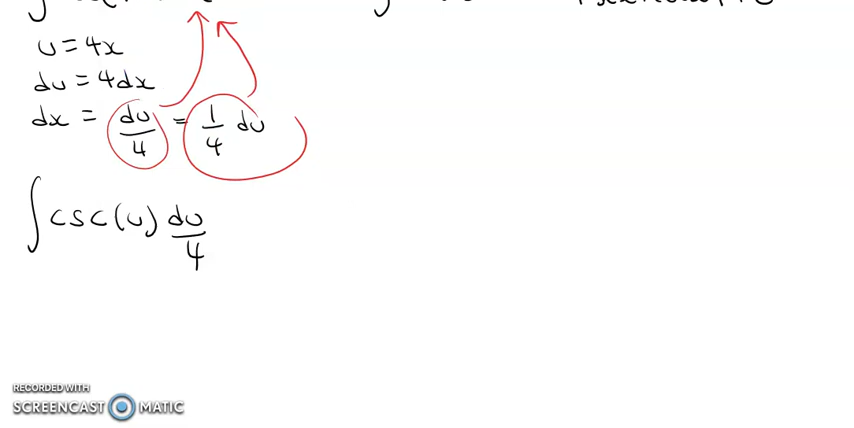 u = 4x
du = 4dx
dx = du/4 = 1/4 du
∫ csc(u) du/4
RECORDED WITH
SCREENCAST MATIC